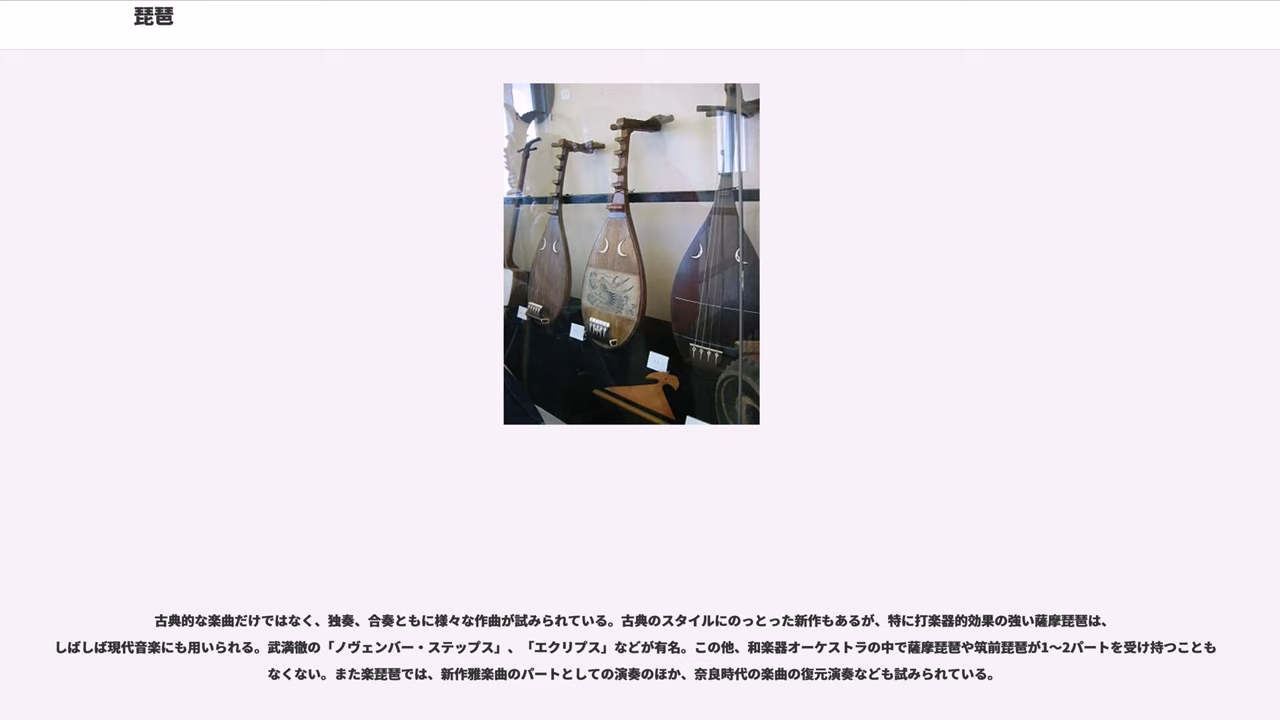 琵琶
古典的な楽曲だけではなく、独奏、合奏ともに様々な作曲が試みられている。古典のスタイルにのっとった新作もあるが、特に打楽器的効果の強い薩摩琵琶は、
しばしば現代音楽にも用いられる。武満徹の「ノヴェンバー・ステップス」、「エクリプス」などが有名。この他、和楽器オーケストラの中で薩摩琵琶や筑前琵琶が1〜2パートを受け持つことも
なくない。また楽琵琶では、新作雅楽曲のパートとしての演奏のほか、奈良時代の楽曲の復元演奏なども試みられている。